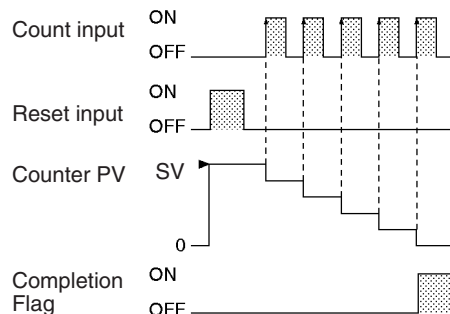 Count input ON
OFF
Reset input ON
OFF
Counter PV SV
0
Completion Flag ON
OFF